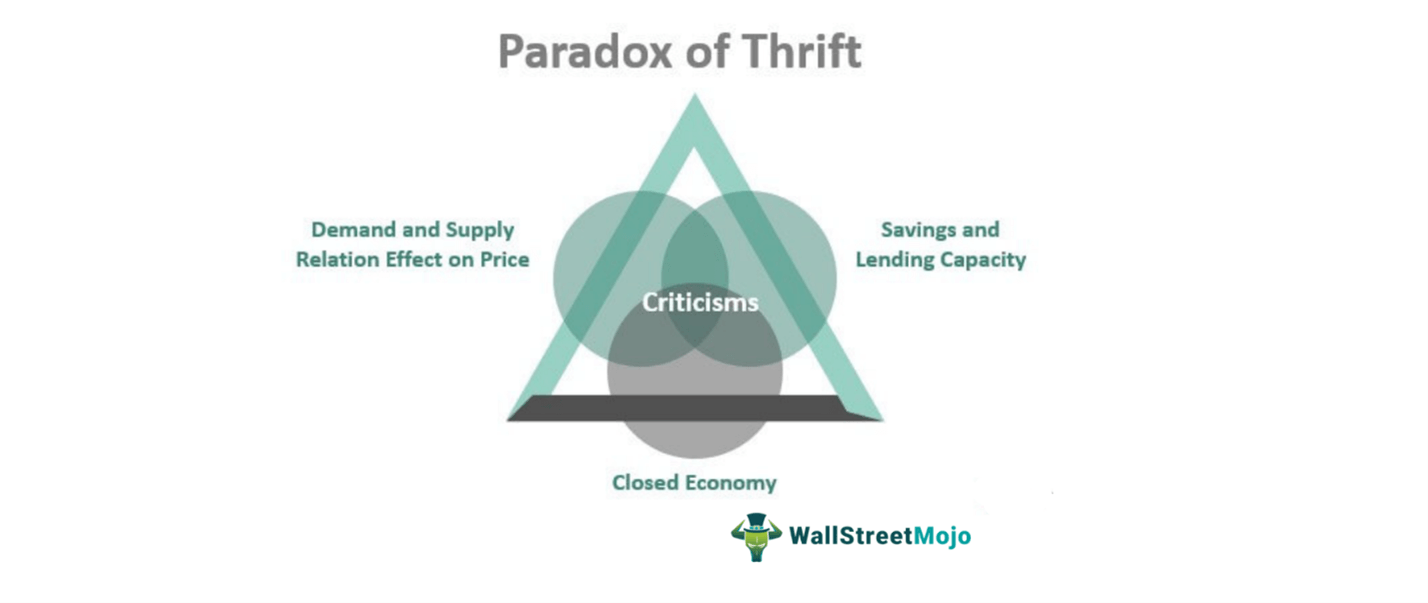 Paradox of Thrift
Demand and Supply
Relation Effect on Price
Savings and
Lending Capacity
Criticisms
Closed Economy
WallStreetMojo